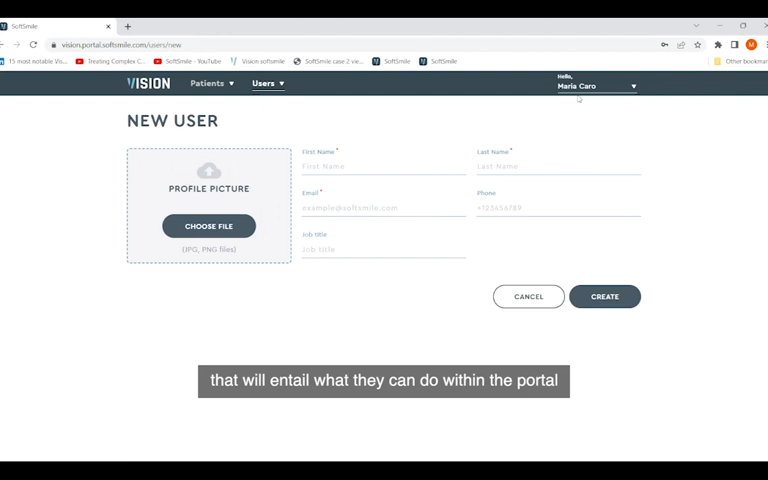 SoftSmile
vision.portal.softsmile.com/users/new
15 most notable Vis... Treating Complex C... SoftSmile - YouTube Vision softsmile SoftSmile case 2 vie... SoftSmile SoftSmile Other bookmar
VISION Patients Users Hello,
Maria Caro
NEW USER
First Name * Last Name *
First Name Last Name
PROFILE PICTURE
Email * Phone
example@softsmile.com +123456789
CHOOSE FILE
Job title
(JPG, PNG files) Job title
CANCEL CREATE
that will entail what they can do within the portal